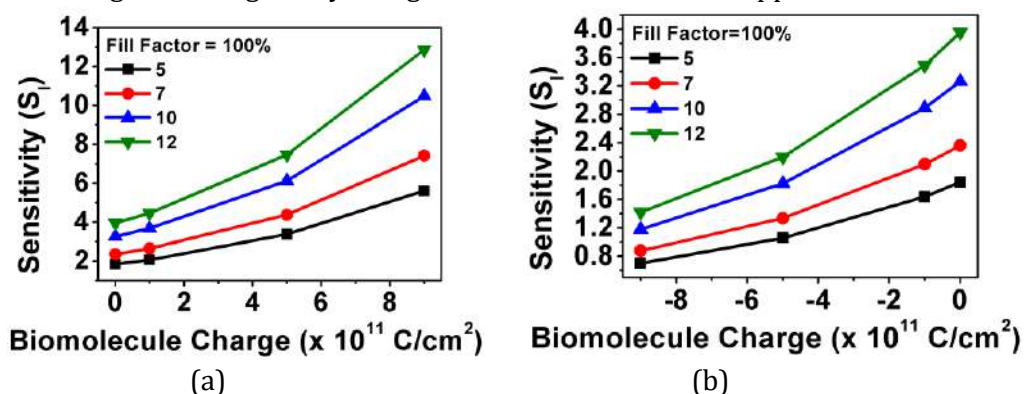 14
12
10
8
6
4
2
Sensitivity (S_I)
Fill Factor = 100%
5
7
10
12
0 2 4 6 8
Biomolecule Charge (x 10^11 C/cm^2)
(a)
4.0
3.6
3.2
2.8
2.4
2.0
1.6
1.2
0.8
Sensitivity (S_I)
Fill Factor=100%
5
7
10
12
-8 -6 -4 -2 0
Biomolecule Charge (x 10^11 C/cm^2)
(b)